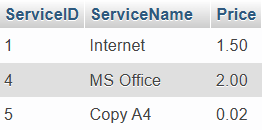 ServiceID ServiceName Price
1 Internet 1.50
4 MS Office 2.00
5 Copy A4 0.02